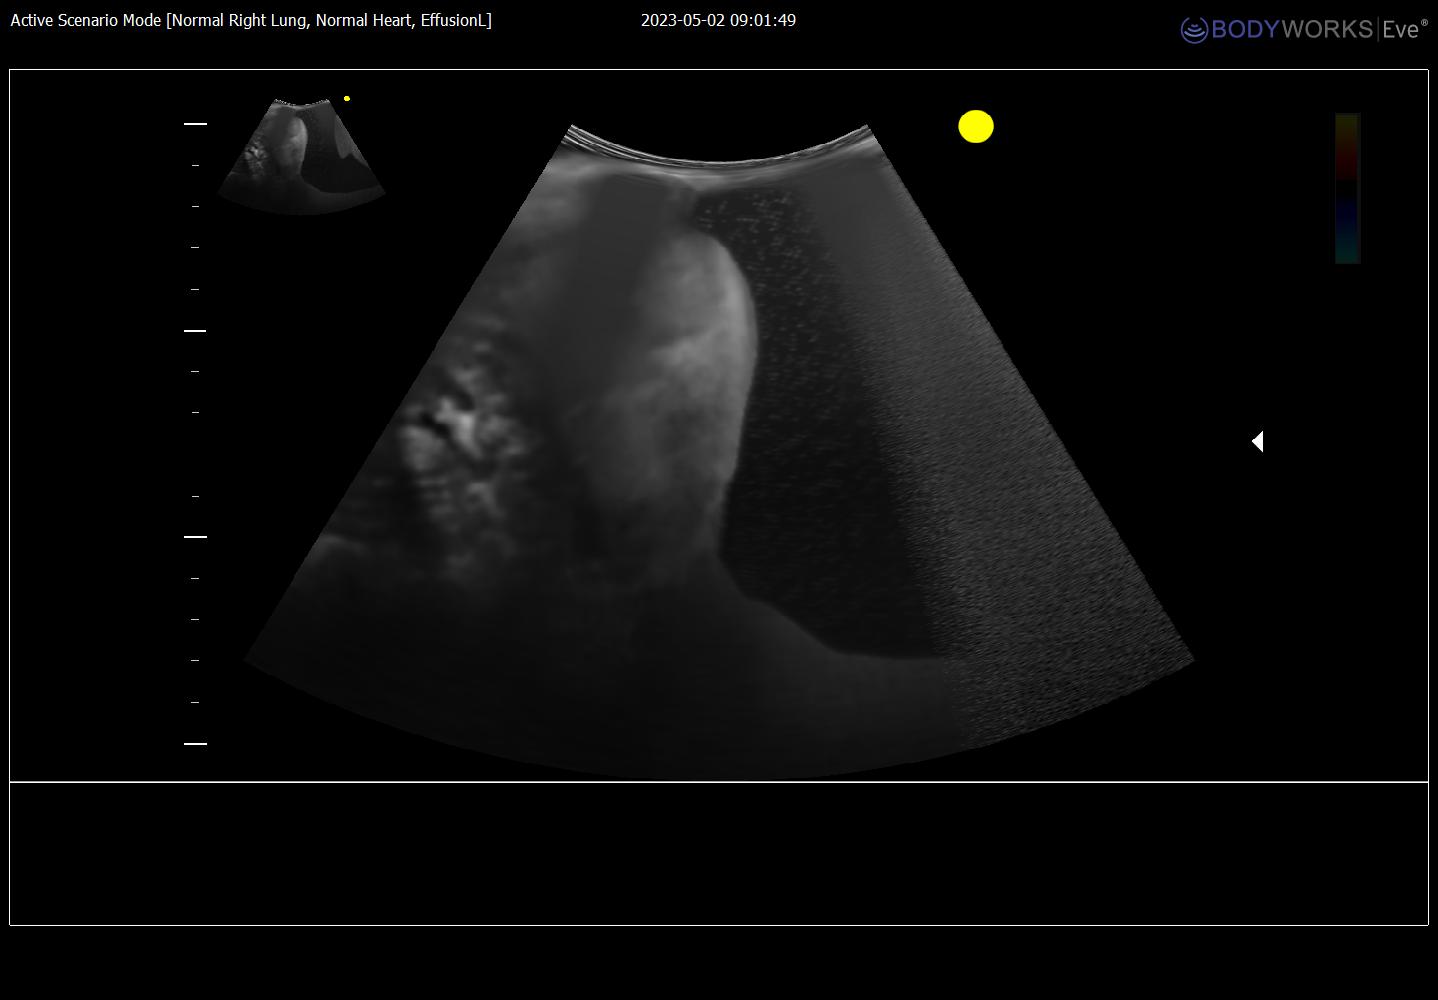 Active Scenario Mode [Normal Right Lung, Normal Heart, EffusionL]
2023-05-02 09:01:49
BODYWORKS Eve®